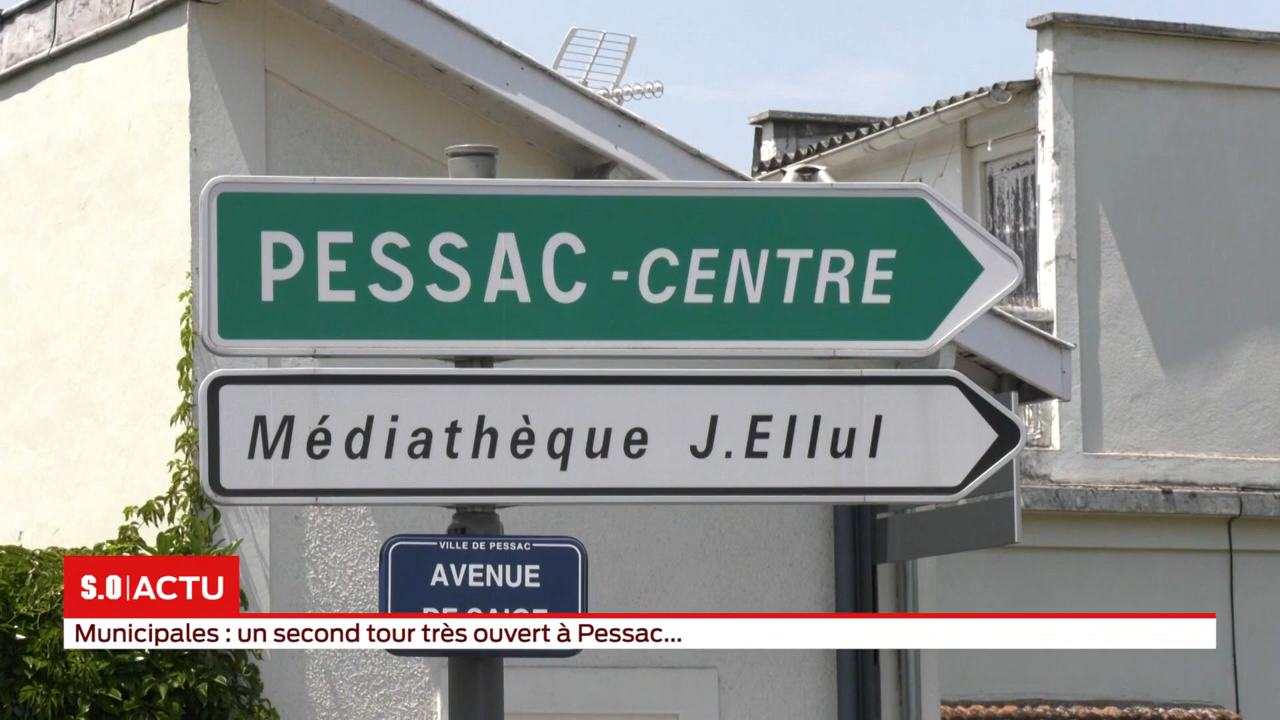 PESSAC - CENTRE
Médiathèque J.Ellul
VILLE DE PESSAC
AVENUE
S.O ACTU
Municipales : un second tour très ouvert à Pessac...